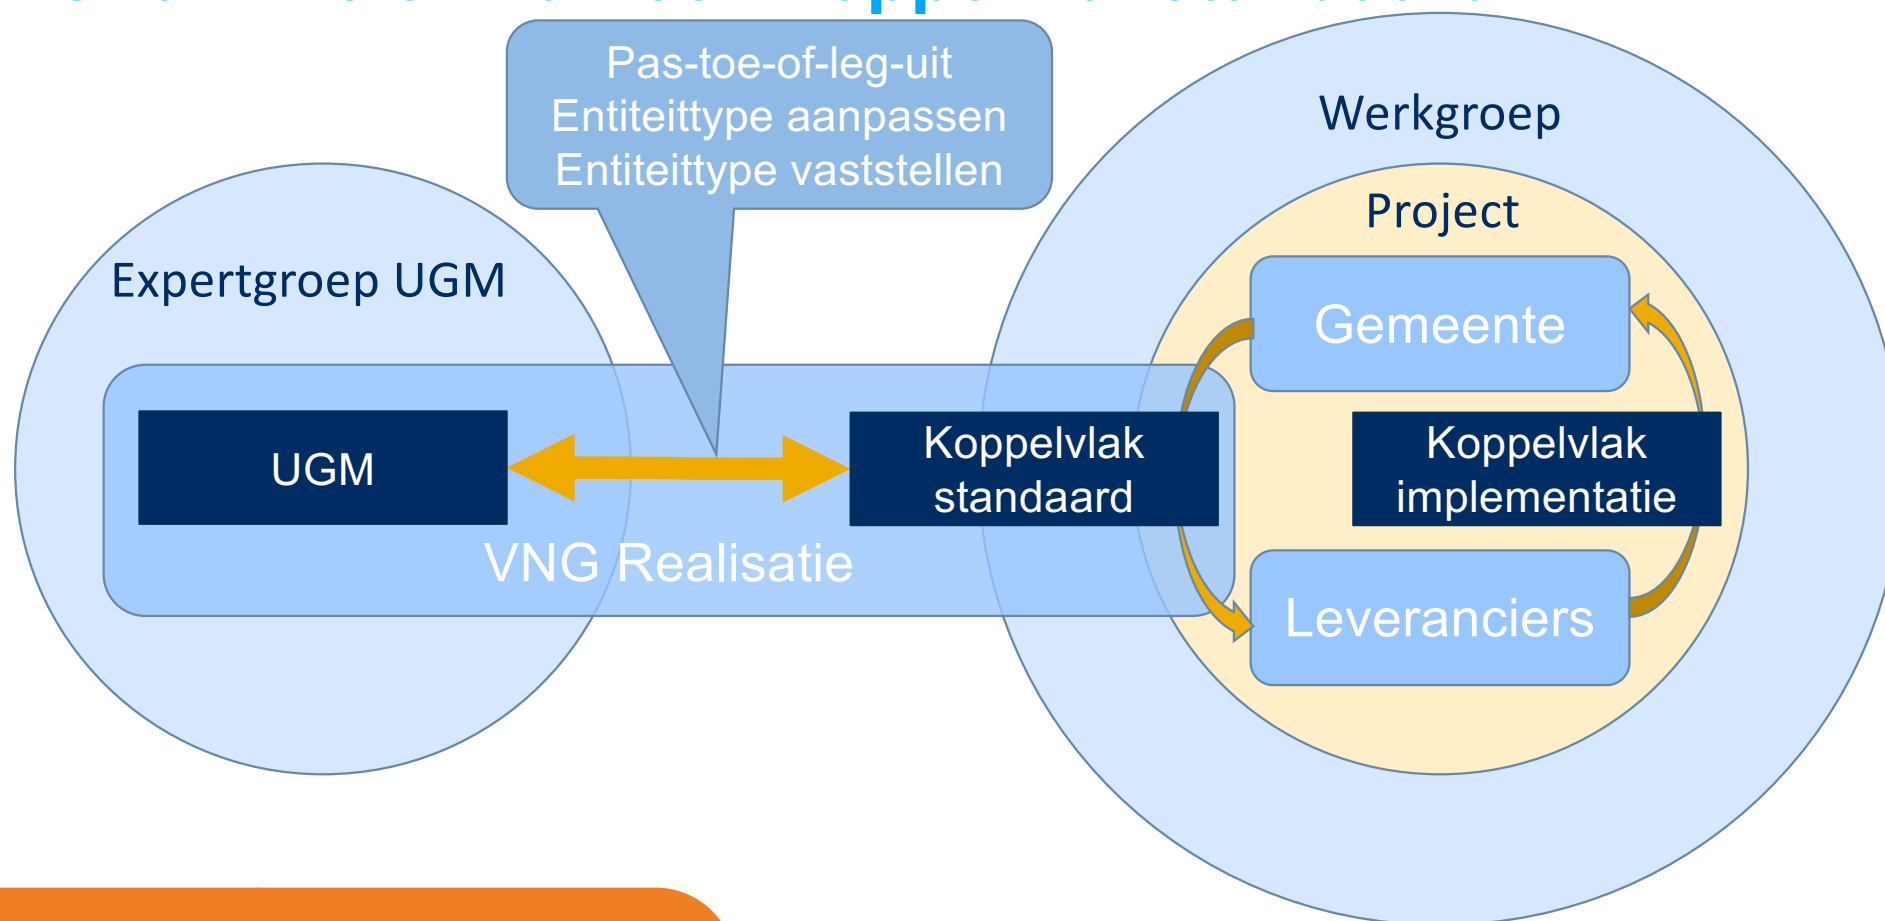 Pas-toe-of-leg-uit
Entiteittype aanpassen
Entiteittype vaststellen
Werkgroep
Project
Expertgroep UGM
Gemeente
UGM
Koppelvlak
standaard
Koppelvlak
implementatie
VNG Realisatie
Leveranciers